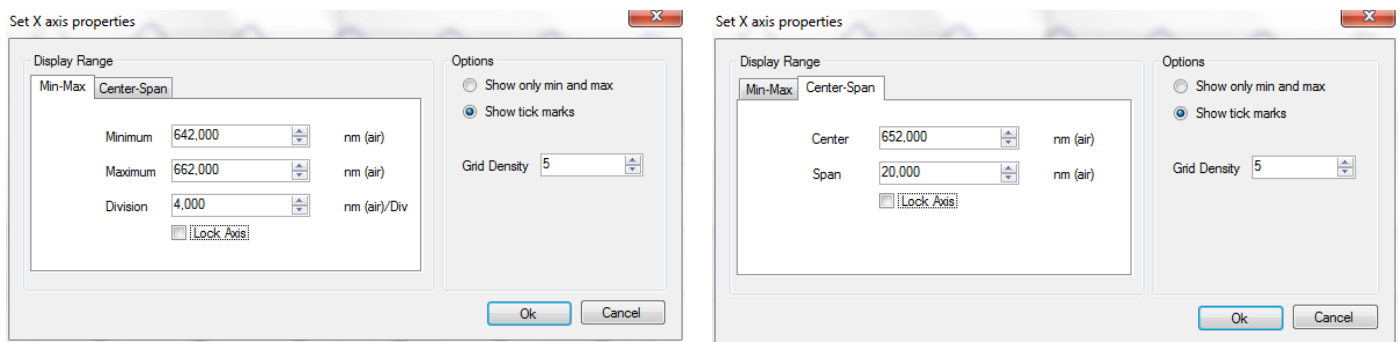 Set X axis properties
Display Range
Min-Max Center-Span
Minimum 642,000 nm (air)
Maximum 662,000 nm (air)
Division 4,000 nm (air)/Div
Lock Axis
Options
Show only min and max
Show tick marks
Grid Density 5
Ok Cancel
Set X axis properties
Display Range
Min-Max Center-Span
Center 652,000 nm (air)
Span 20,000 nm (air)
Lock Axis
Options
Show only min and max
Show tick marks
Grid Density 5
Ok Cancel